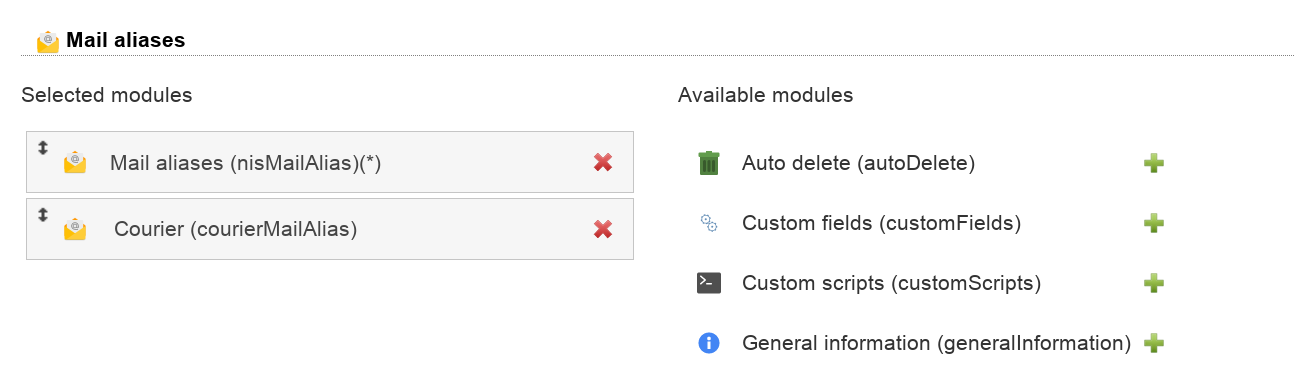 Mail aliases
Selected modules
Mail aliases (nisMailAlias)(*)
Courier (courierMailAlias)
Available modules
Auto delete (autoDelete)
Custom fields (customFields)
Custom scripts (customScripts)
General information (generalInformation)